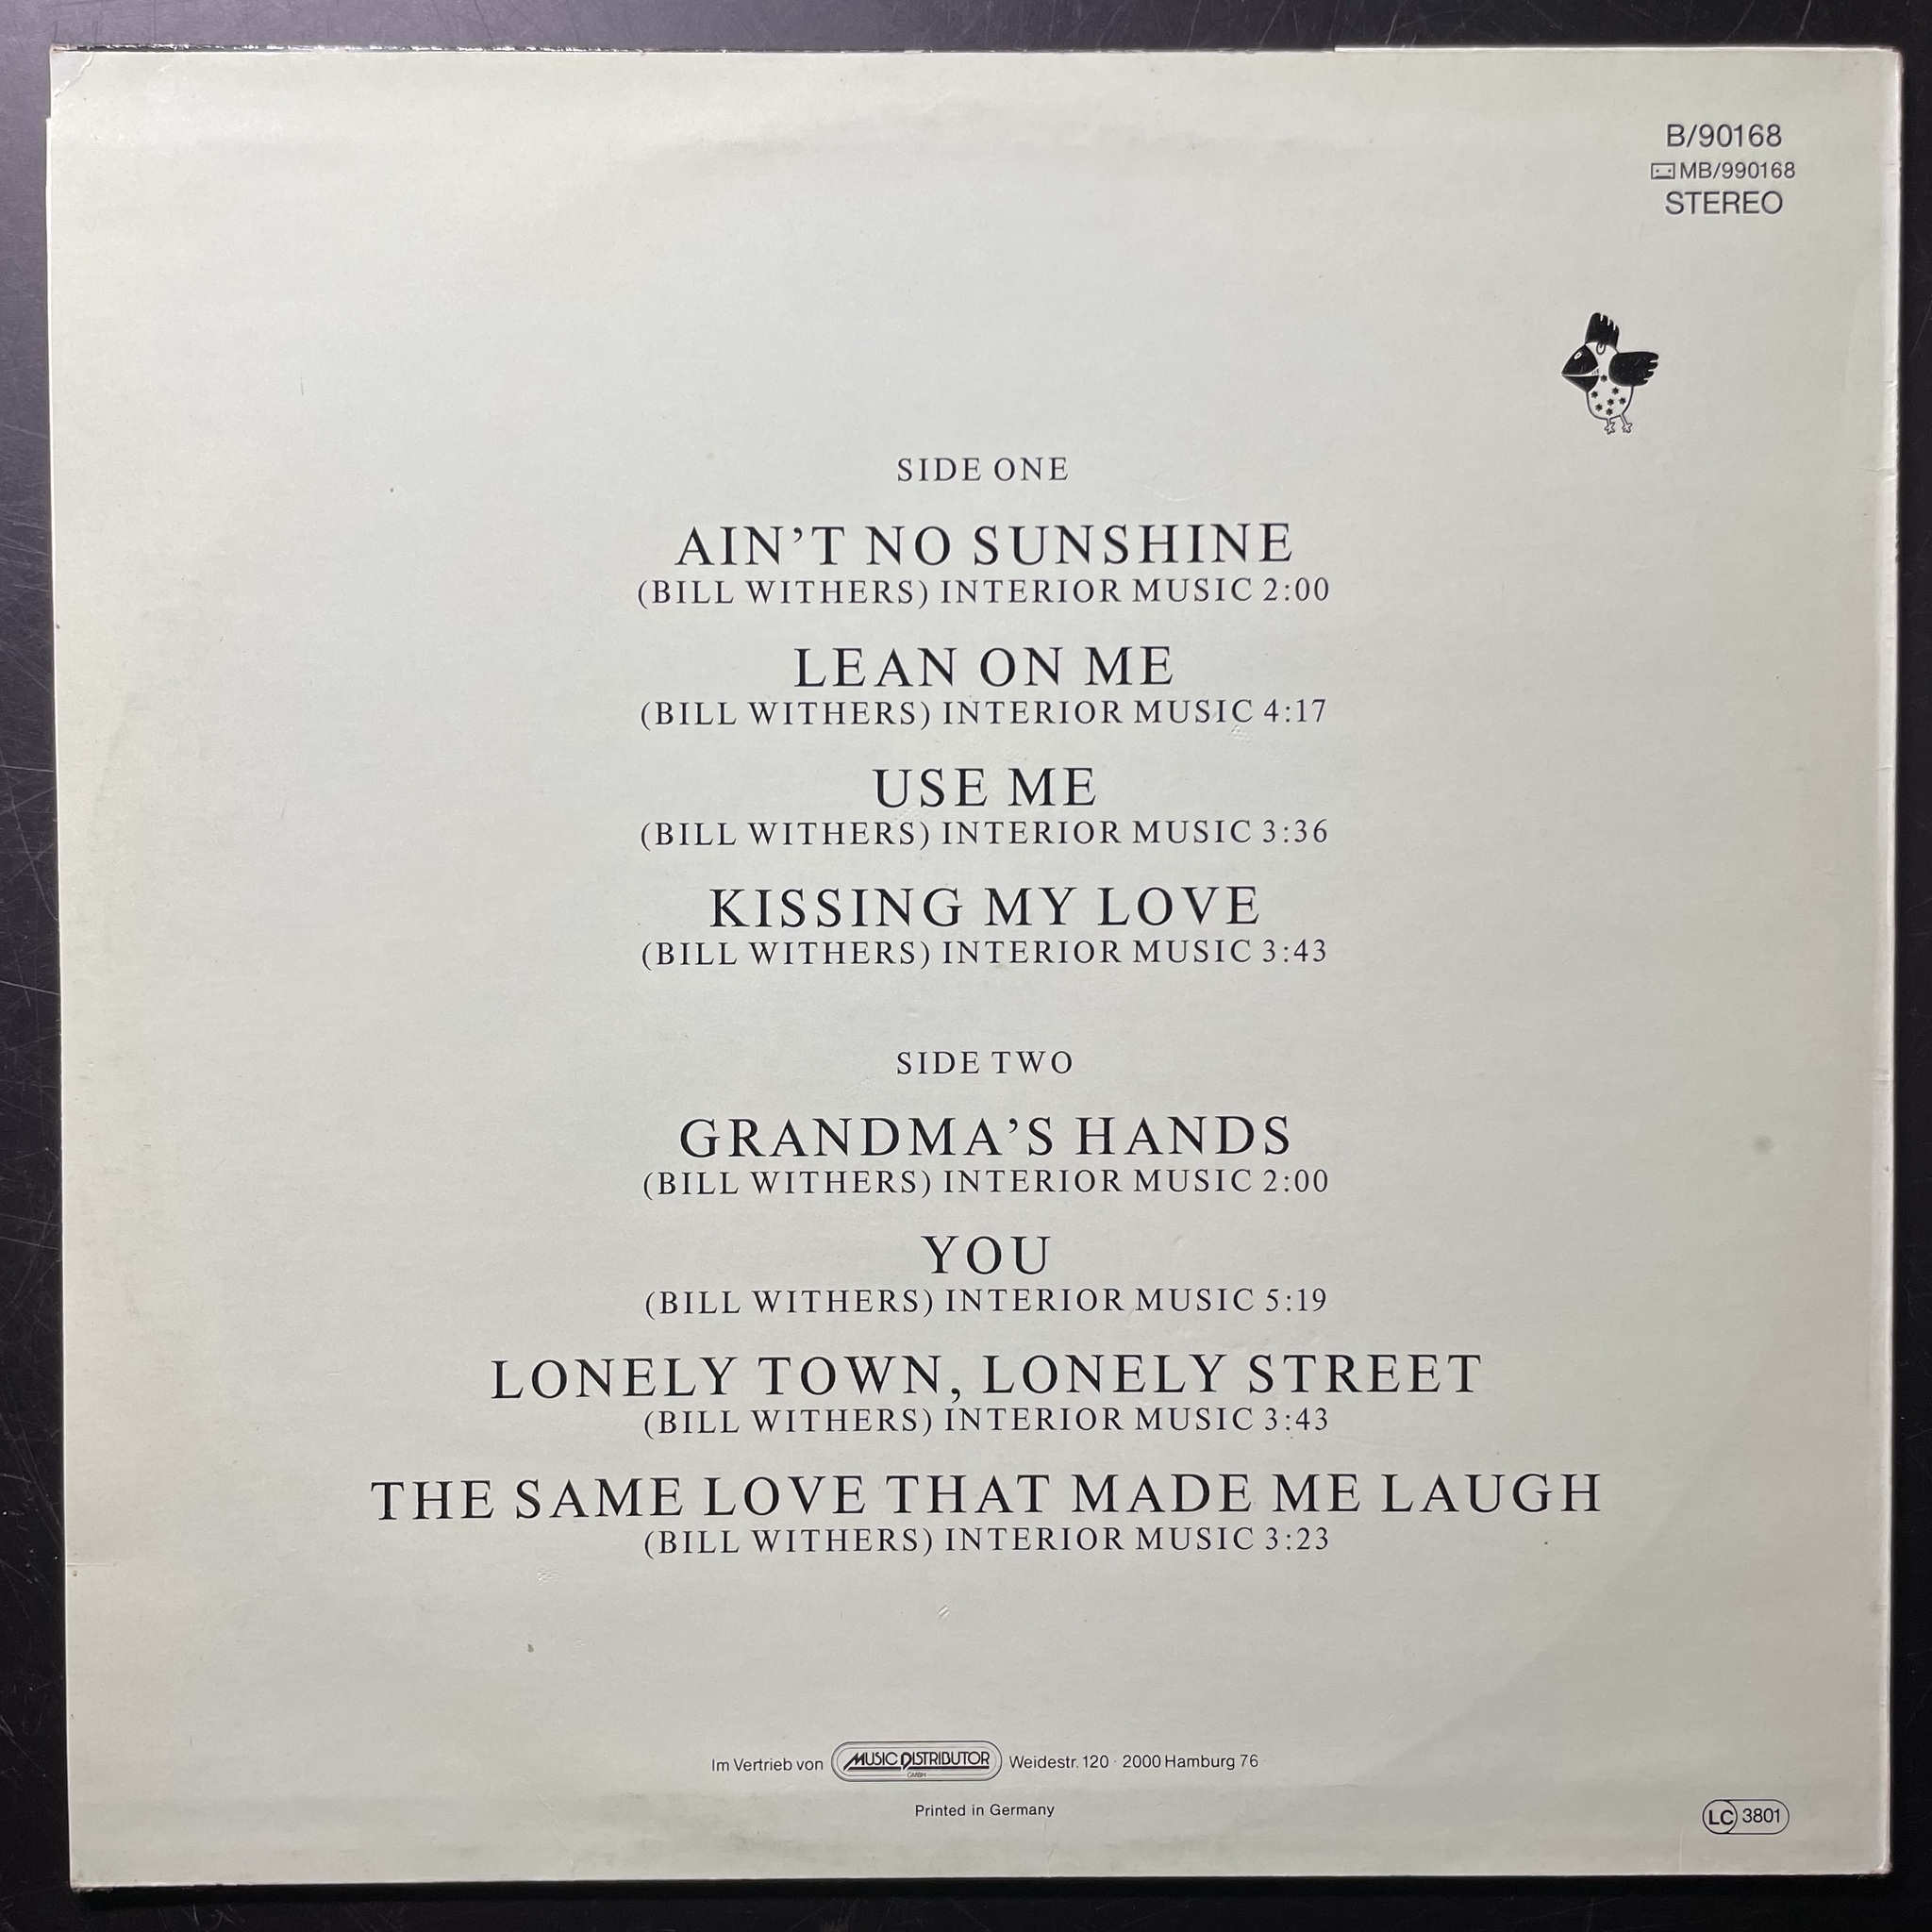 B/90168
MB/990168
STEREO
SIDE ONE
AIN’T NO SUNSHINE
(BILL WITHERS) INTERIOR MUSIC 2:00
LEAN ON ME
(BILL WITHERS) INTERIOR MUSIC 4:17
USE ME
(BILL WITHERS) INTERIOR MUSIC 3:36
KISSING MY LOVE
(BILL WITHERS) INTERIOR MUSIC 3:43
SIDE TWO
GRANDMA’S HANDS
(BILL WITHERS) INTERIOR MUSIC 2:00
YOU
(BILL WITHERS) INTERIOR MUSIC 5:19
LONELY TOWN, LONELY STREET
(BILL WITHERS) INTERIOR MUSIC 3:43
THE SAME LOVE THAT MADE ME LAUGH
(BILL WITHERS) INTERIOR MUSIC 3:23
Im Vertrieb von MUSIC DISTRIBUTOR GMBH Weidestr. 120 · 2000 Hamburg 76
Printed in Germany
LC 3801